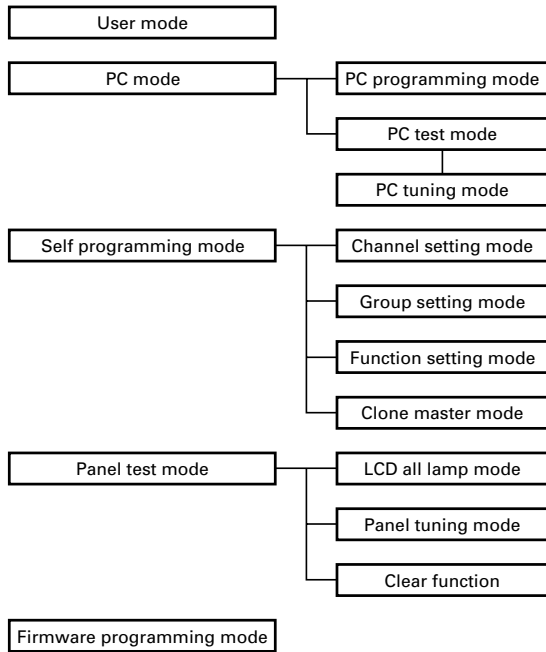 User mode
PC mode
PC programming mode
PC test mode
PC tuning mode
Self programming mode
Channel setting mode
Group setting mode
Function setting mode
Clone master mode
Panel test mode
LCD all lamp mode
Panel tuning mode
Clear function
Firmware programming mode